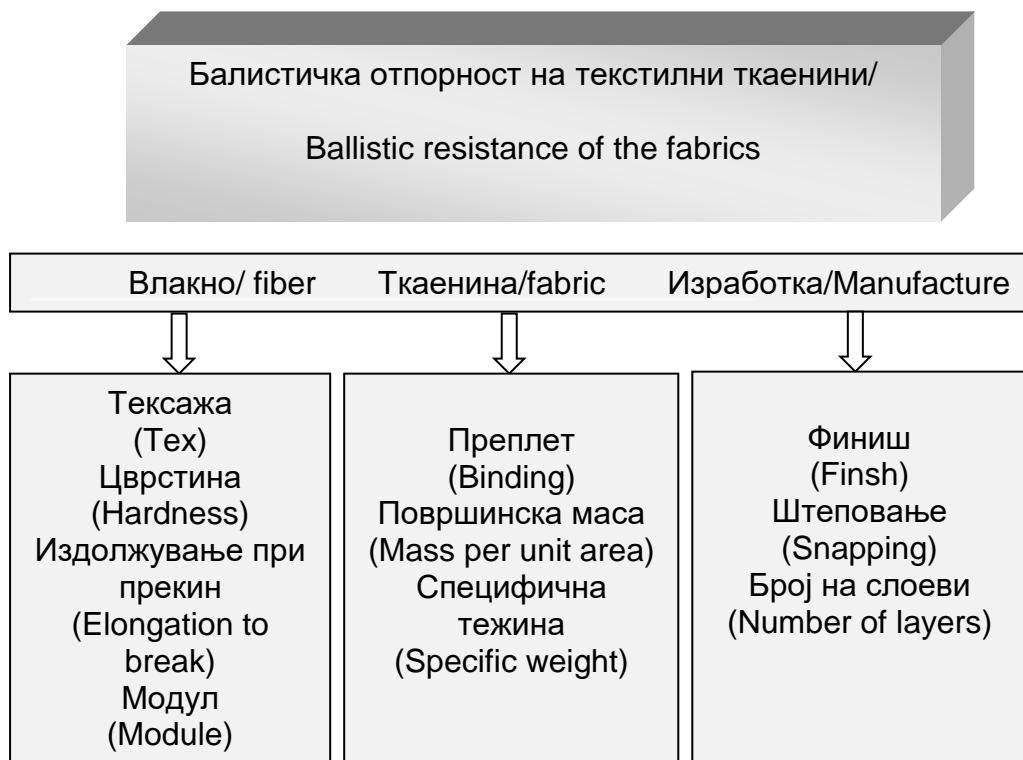 Балистичка отпорност на текстилни ткаенини/
Ballistic resistance of the fabrics
Влакно/ fiber Ткаенина/fabric Изработка/Manufacture
Тексажа
(Tex)
Цврстина
(Hardness)
Издолжување при
прекин
(Elongation to
break)
Модул
(Module)
Преплет
(Binding)
Површинска маса
(Mass per unit area)
Специфична
тежина
(Specific weight)
Финиш
(Finsh)
Штеповање
(Snapping)
Број на слоеви
(Number of layers)